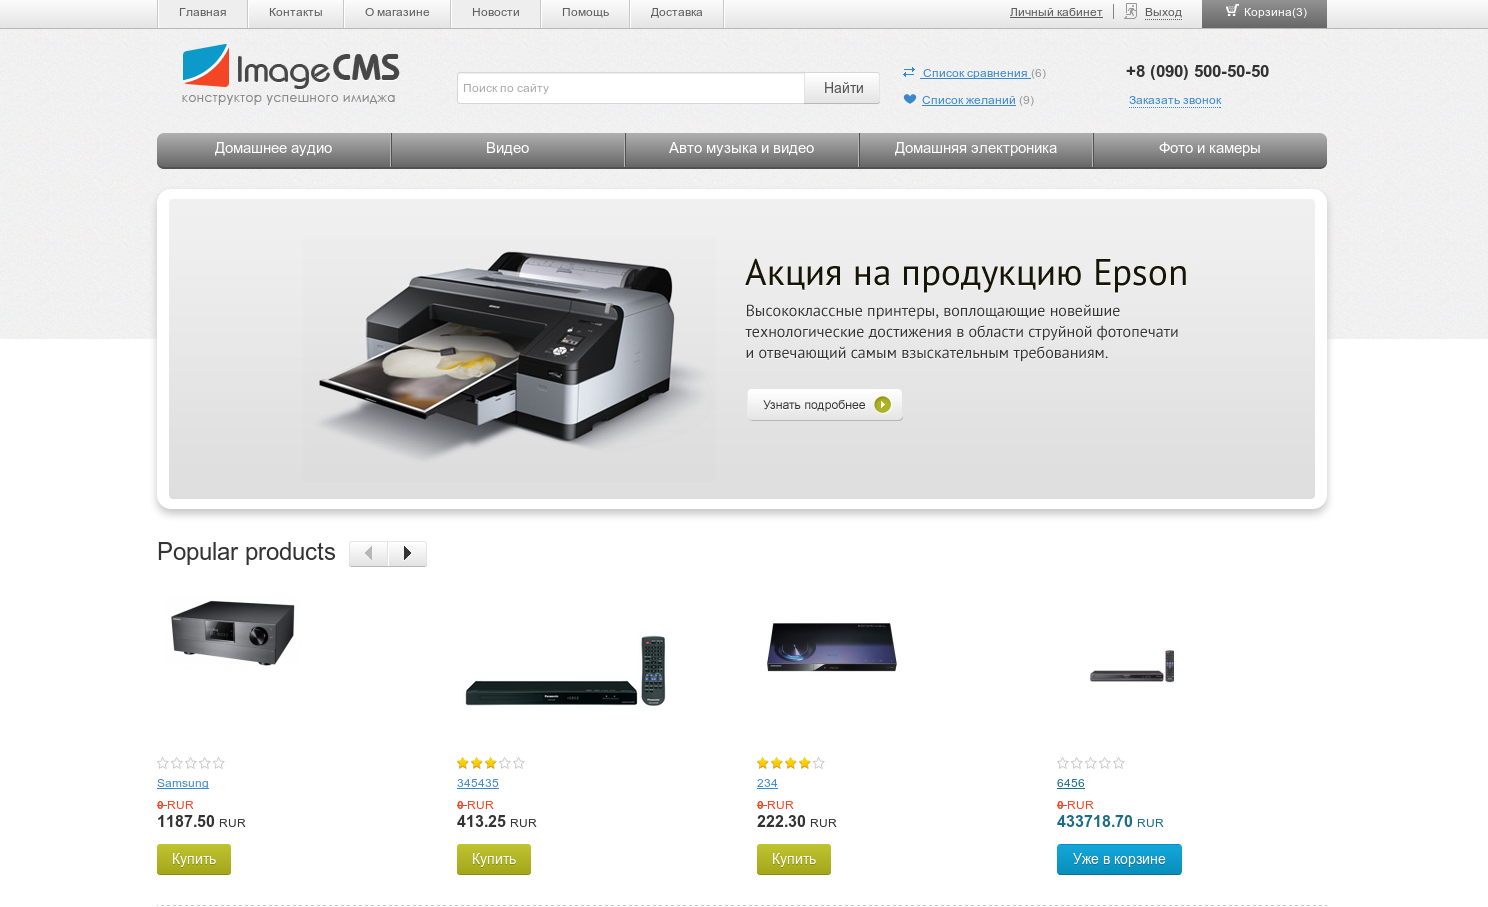 Главная Контакты О магазине Новости Помощь Доставка Личный кабинет Выход Корзина(3)
ImageCMS
конструктор успешного имиджа
Поиск по сайту Найти
Список сравнения (6)
Список желаний (9)
+8 (090) 500-50-50
Заказать звонок
Домашнее аудио Видео Авто музыка и видео Домашняя электроника Фото и камеры
Акция на продукцию Epson
Высококлассные принтеры, воплощающие новейшие
технологические достижения в области струйной фотопечати
и отвечающий самым взыскательным требованиям.
Узнать подробнее
Popular products
Samsung 345435 234 6456
0 RUR 0 RUR 0 RUR 0 RUR
1187.50 RUR 413.25 RUR 222.30 RUR 433718.70 RUR
Купить Купить Купить Уже в корзине